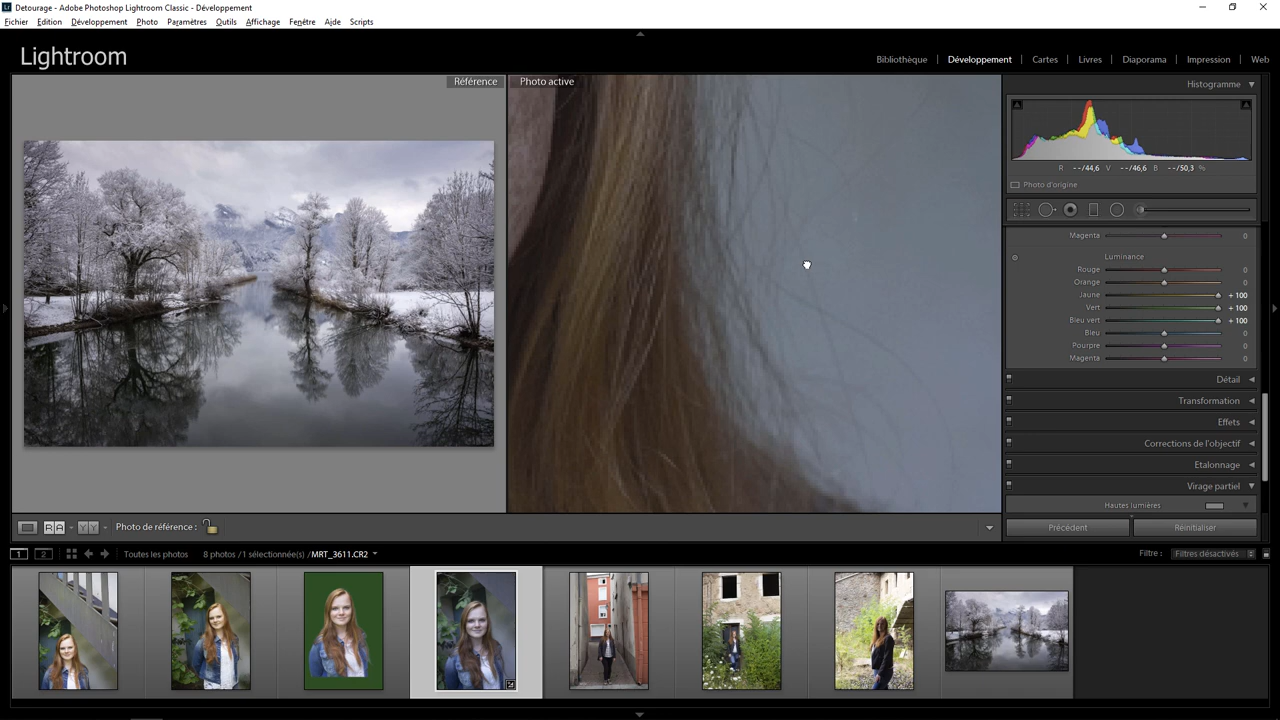 Detourage - Adobe Photoshop Lightroom Classic - Développement
Fichier Edition Développement Photo Paramètres Outils Affichage Fenêtre Aide Scripts
Lightroom
Bibliothèque Développement Cartes Livres Diaporama Impression Web
Référence
Photo active
Histogramme
R --/44,6 V --/46,6 B --/50,3 %
Photo d'origine
Magenta 0
Luminance
Rouge 0
Orange 0
Jaune + 100
Vert + 100
Bleu vert + 100
Bleu 0
Pourpre 0
Magenta 0
Détail
Transformation
Effets
Corrections de l'objectif
Etalonnage
Virage partiel
Hautes lumières
R A Y Y Photo de référence :
Précédent Réinitialiser
1 2 Toutes les photos 8 photos /1 sélectionnée(s) /MRT_3611.CR2
Filtre : Filtres désactivés